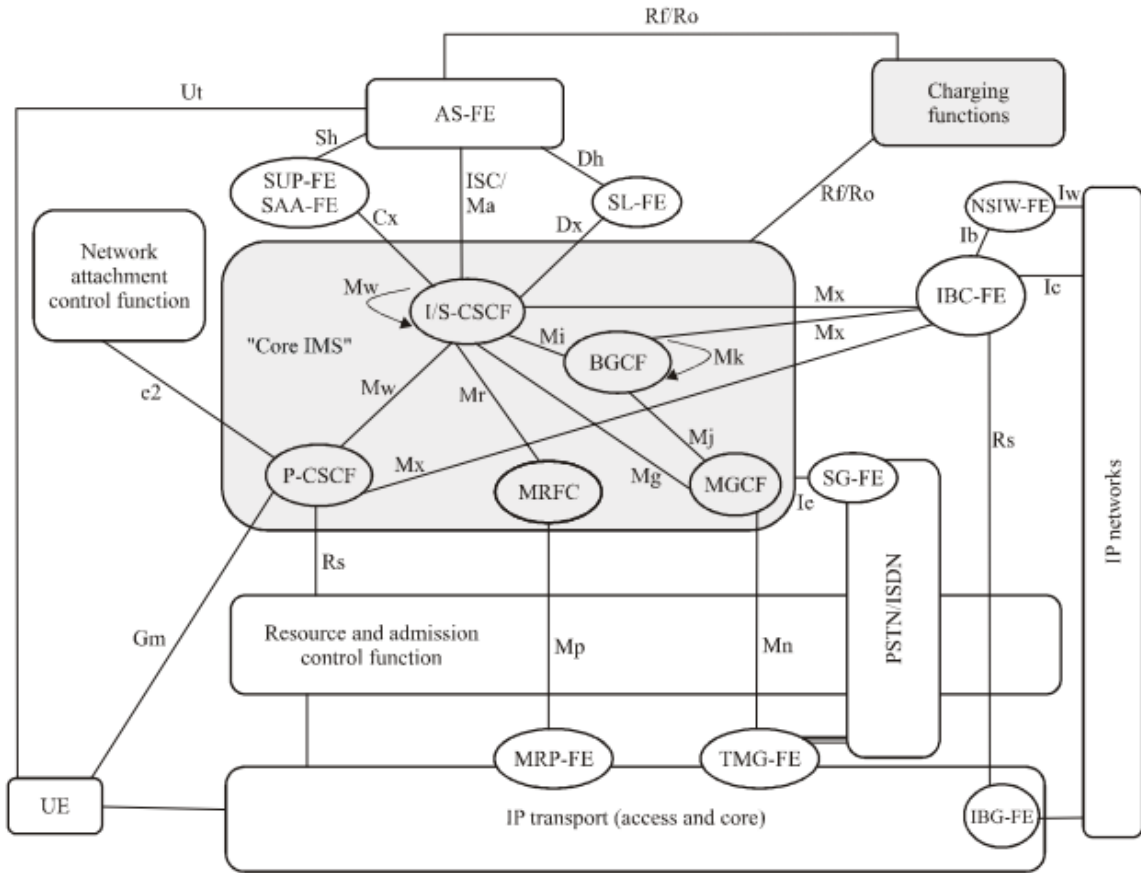 Rf/Ro
Ut
AS-FE
Charging
functions
Sh
ISC/
Ma
Dh
SUP-FE
SAA-FE
SL-FE
Rf/Ro
NSIW-FE
Iw
Cx
Dx
Ib
Network
attachment
control function
Mw
I/S-CSCF
Mx
IBC-FE
Ic
"Core IMS"
Mi
Mx
BGCF
Mk
e2
Mw
Mr
Mj
Rs
P-CSCF
Mx
MRFC
Mg
MGCF
Ie
SG-FE
IP networks
Rs
PSTN/ISDN
Gm
Resource and admission
control function
Mp
Mn
MRP-FE
TMG-FE
UE
IP transport (access and core)
IBG-FE